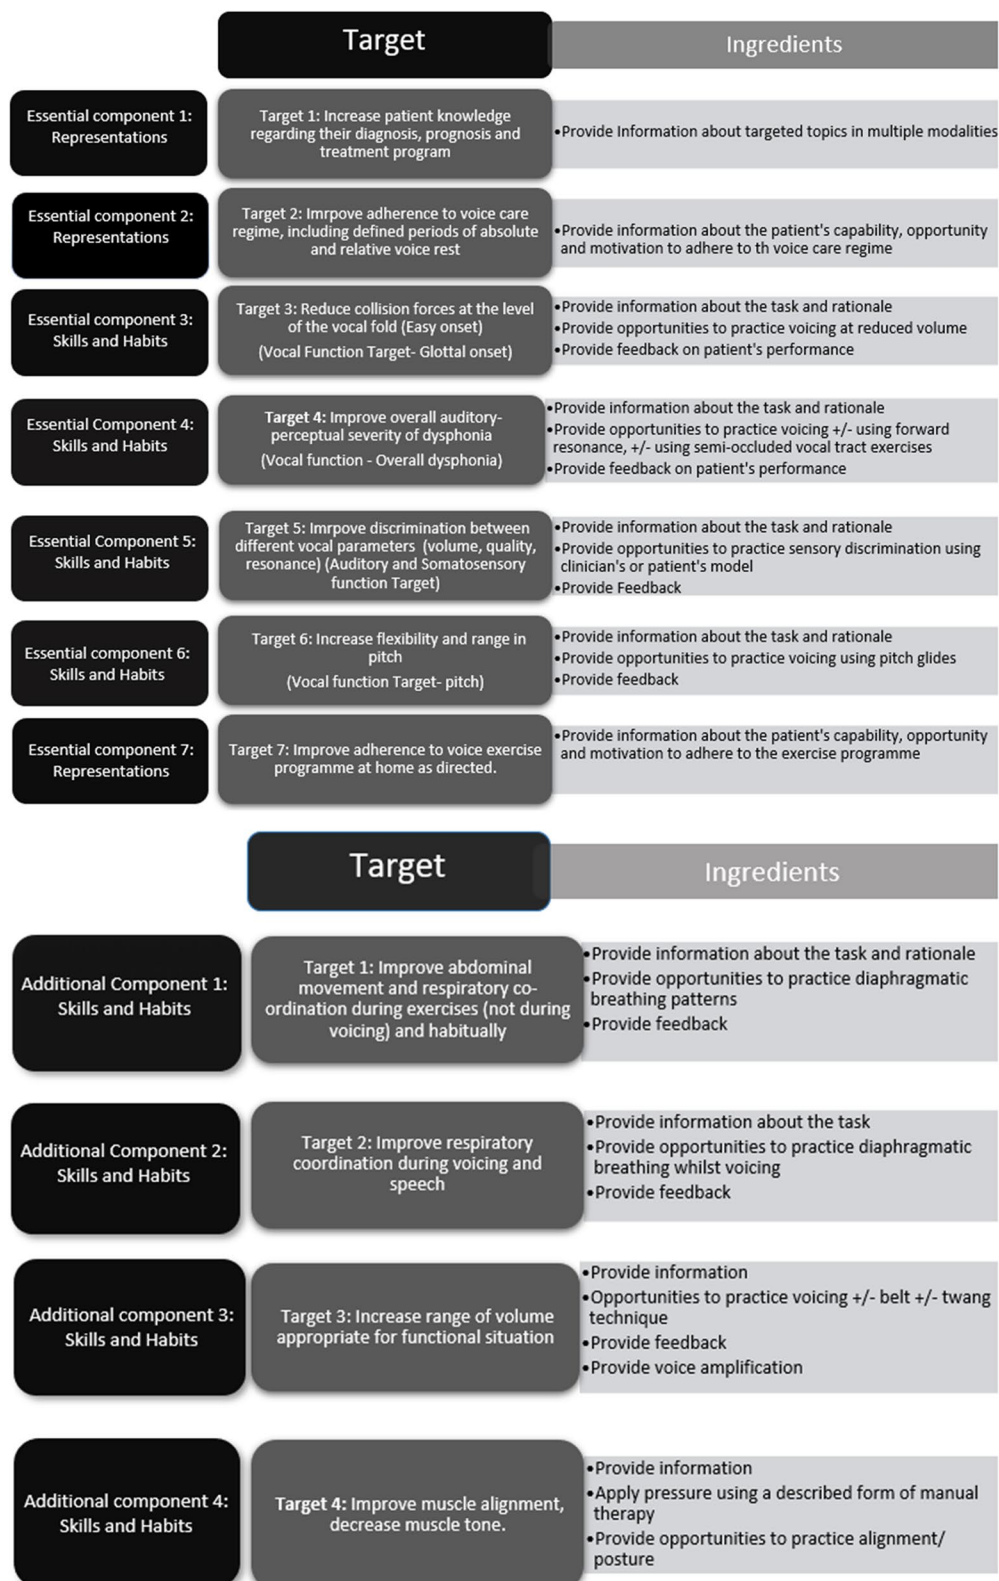 Target
Ingredients
Essential component 1:
Representations
Target 1: Increase patient knowledge
regarding their diagnosis, prognosis and
treatment program
•Provide Information about targeted topics in multiple modalities
Essential component 2:
Representations
Target 2: Imrpove adherence to voice care
regime, including defined periods of absolute
and relative voice rest
•Provide information about the patient's capability, opportunity
and motivation to adhere to th voice care regime
Essential component 3:
Skills and Habits
Target 3: Reduce collision forces at the level
of the vocal fold (Easy onset)
(Vocal Function Target- Glottal onset)
•Provide information about the task and rationale
•Provide opportunities to practice voicing at reduced volume
•Provide feedback on patient's performance
Essential Component 4:
Skills and Habits
Target 4: Improve overall auditory-
perceptual severity of dysphonia
(Vocal function - Overall dysphonia)
•Provide information about the task and rationale
•Provide opportunities to practice voicing +/- using forward
resonance, +/- using semi-occluded vocal tract exercises
•Provide feedback on patient's performance
Essential Component 5:
Skills and Habits
Target 5: Imrpove discrimination between
different vocal parameters (volume, quality,
resonance) (Auditory and Somatosensory
function Target)
•Provide information about the task and rationale
•Provide opportunities to practice sensory discrimination using
clinician's or patient's model
•Provide Feedback
Essential component 6:
Skills and Habits
Target 6: Increase flexibility and range in
pitch
(Vocal function Target- pitch)
•Provide information about the task and rationale
•Provide opportunities to practice voicing using pitch glides
•Provide feedback
Essential component 7:
Representations
Target 7: Improve adherence to voice exercise
programme at home as directed.
•Provide information about the patient's capability, opportunity
and motivation to adhere to the exercise programme
Target
Ingredients
Additional Component 1:
Skills and Habits
Target 1: Improve abdominal
movement and respiratory co-
ordination during exercises (not during
voicing) and habitually
•Provide information about the task and rationale
•Provide opportunities to practice diaphragmatic
breathing patterns
•Provide feedback
Additional Component 2:
Skills and Habits
Target 2: Improve respiratory
coordination during voicing and
speech
•Provide information about the task
•Provide opportunities to practice diaphragmatic
breathing whilst voicing
•Provide feedback
Additional component 3:
Skills and Habits
Target 3: Increase range of volume
appropriate for functional situation
•Provide information
•Opportunities to practice voicing +/- belt +/- twang
technique
•Provide feedback
•Provide voice amplification
Additional component 4:
Skills and Habits
Target 4: Improve muscle alignment,
decrease muscle tone.
•Provide information
•Apply pressure using a described form of manual
therapy
•Provide opportunities to practice alignment/
posture